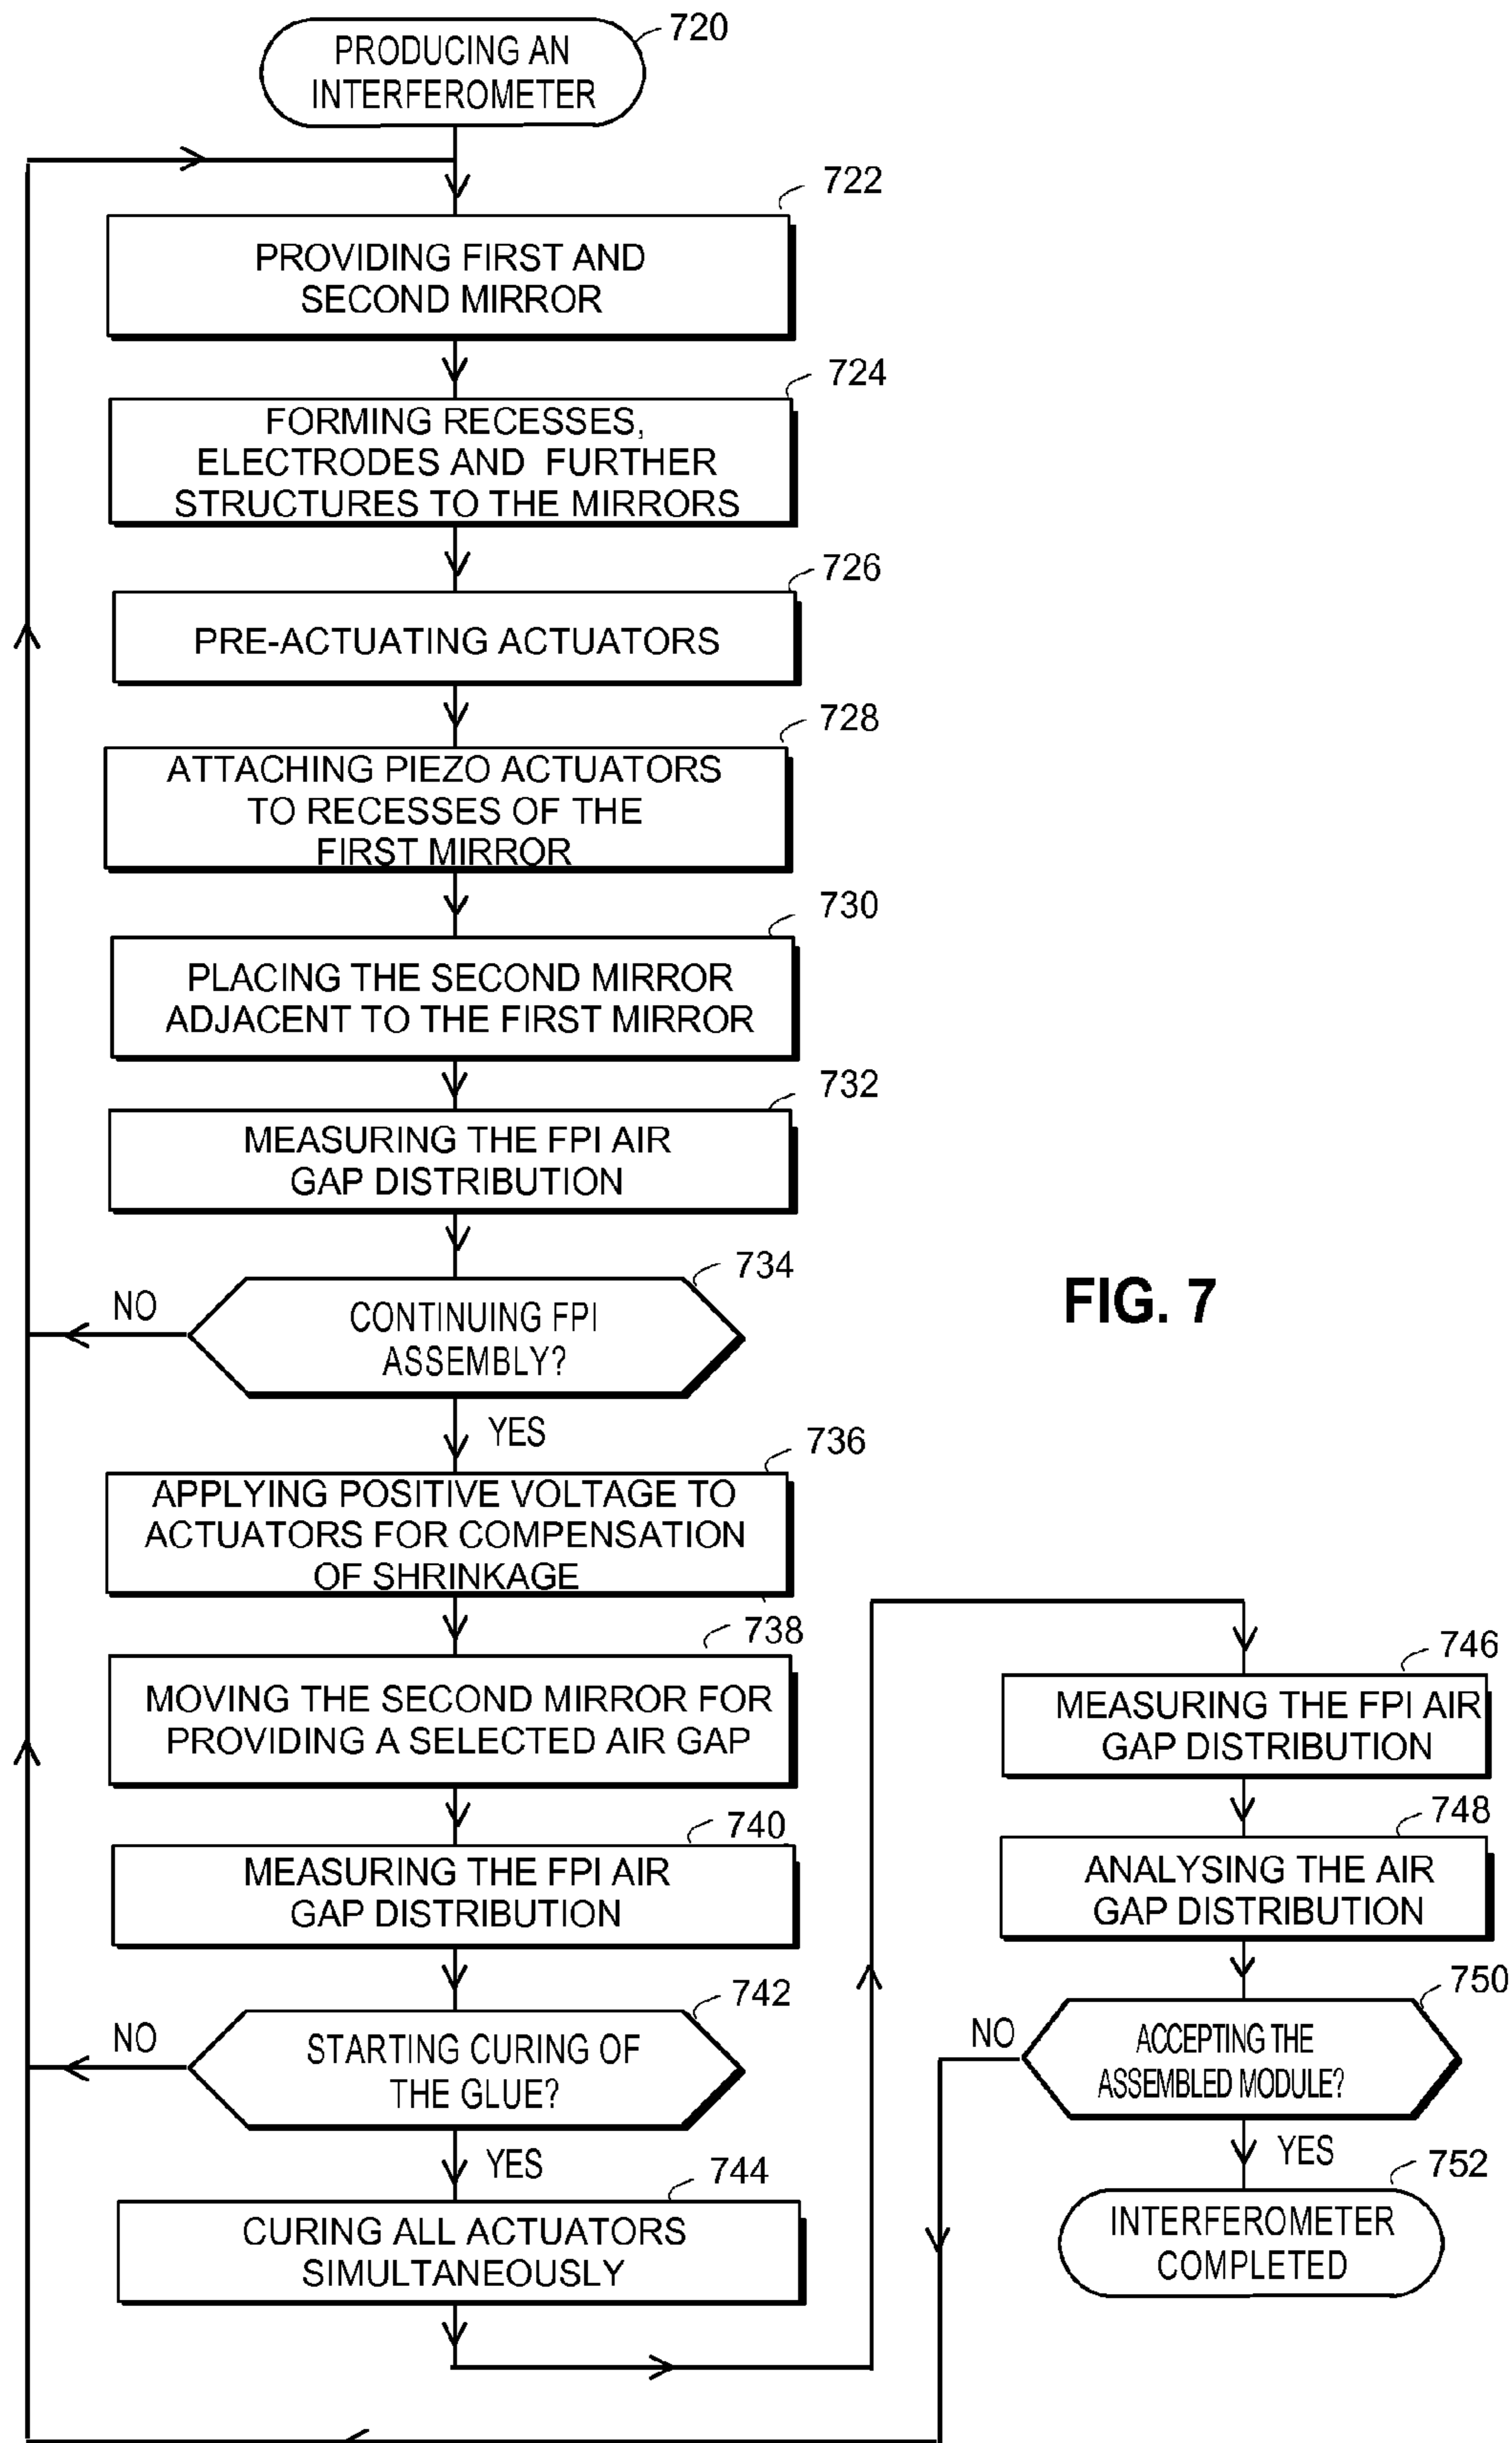 720
PRODUCING AN
INTERFEROMETER
722
PROVIDING FIRST AND
SECOND MIRROR
724
FORMING RECESSES,
ELECTRODES AND FURTHER
STRUCTURES TO THE MIRRORS
726
PRE-ACTUATING ACTUATORS
728
ATTACHING PIEZO ACTUATORS
TO RECESSES OF THE
FIRST MIRROR
730
PLACING THE SECOND MIRROR
ADJACENT TO THE FIRST MIRROR
732
MEASURING THE FPI AIR
GAP DISTRIBUTION
734
NO
CONTINUING FPI
ASSEMBLY?
FIG. 7
YES
736
APPLYING POSITIVE VOLTAGE TO
ACTUATORS FOR COMPENSATION
OF SHRINKAGE
738
MOVING THE SECOND MIRROR FOR
PROVIDING A SELECTED AIR GAP
740
MEASURING THE FPI AIR
GAP DISTRIBUTION
742
NO
STARTING CURING OF
THE GLUE?
YES
744
CURING ALL ACTUATORS
SIMULTANEOUSLY
746
MEASURING THE FPI AIR
GAP DISTRIBUTION
748
ANALYSING THE AIR
GAP DISTRIBUTION
750
NO
ACCEPTING THE
ASSEMBLED MODULE?
YES
752
INTERFEROMETER
COMPLETED